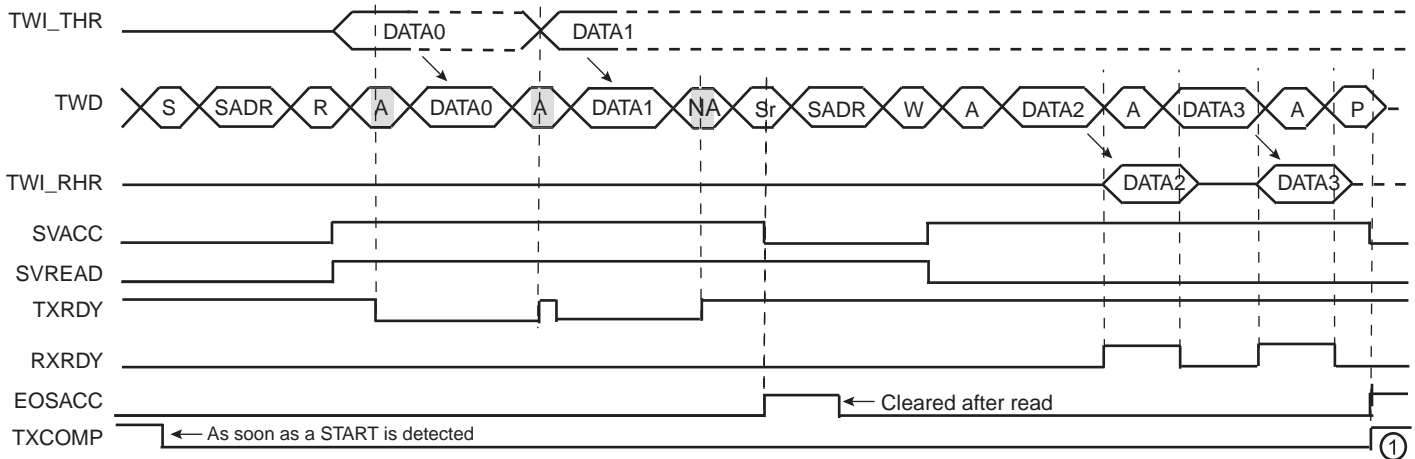 TWI_THR DATA0 DATA1
TWD S SADR R A DATA0 A DATA1 NA Sr SADR W A DATA2 A DATA3 A P
TWI_RHR DATA2 DATA3
SVACC
SVREAD
TXRDY
RXRDY
EOSACC Cleared after read
TXCOMP As soon as a START is detected 1